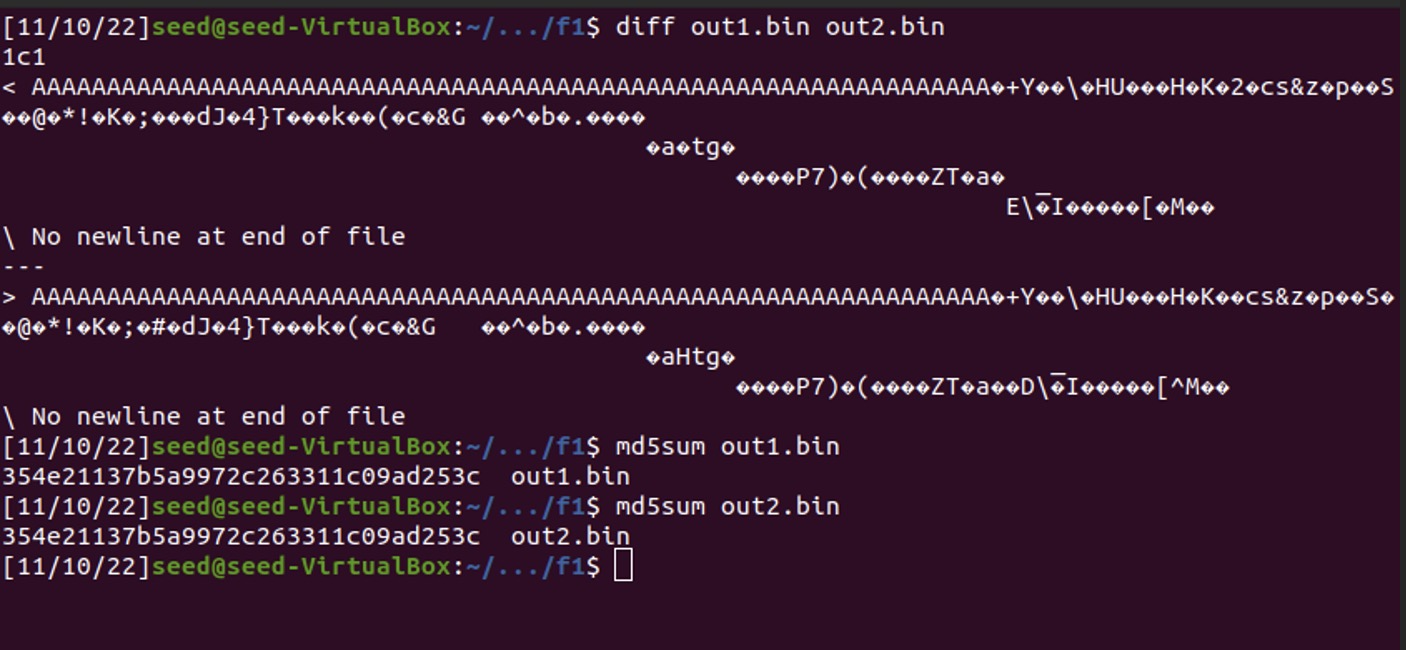 [11/10/22]seed@seed-VirtualBox:~/.../f1$ diff out1.bin out2.bin
1c1
< AAAAAAAAAAAAAAAAAAAAAAAAAAAAAAAAAAAAAAAAAAAAAAAAAAAAAAAAAAAAAAAA�+Y��\�HU���H�K�2�cs&z�p��S
��@�*!�K�;���dJ�4}T���k��(�c�&G ��^�b�.����
�a�tg�
����P7)�(����ZT�a�
E\�I�����[�M��
\ No newline at end of file
---
> AAAAAAAAAAAAAAAAAAAAAAAAAAAAAAAAAAAAAAAAAAAAAAAAAAAAAAAAAAAAAAAA�+Y��\�HU���H�K��cs&z�p��S�
�@�*!�K�;�#�dJ�4}T���k�(�c�&G   ��^�b�.����
�aHtg�
����P7)�(����ZT�a��D\�I�����[^M��
\ No newline at end of file
[11/10/22]seed@seed-VirtualBox:~/.../f1$ md5sum out1.bin
354e21137b5a9972c263311c09ad253c  out1.bin
[11/10/22]seed@seed-VirtualBox:~/.../f1$ md5sum out2.bin
354e21137b5a9972c263311c09ad253c  out2.bin
[11/10/22]seed@seed-VirtualBox:~/.../f1$